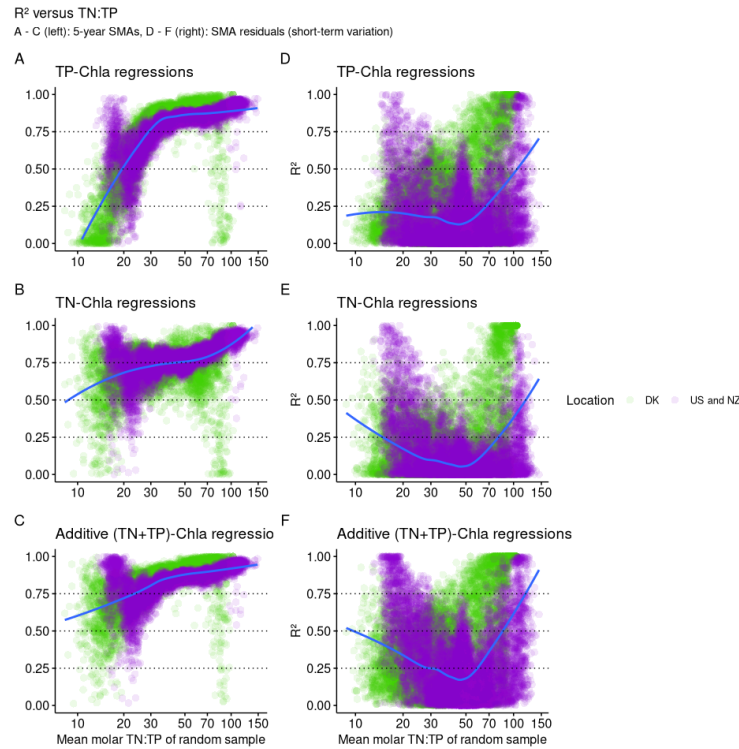 R² versus TN:TP
A - C (left): 5-year SMAs, D - F (right): SMA residuals (short-term variation)
A
TP-Chla regressions
1.00
0.75
0.50
0.25
0.00
10 20 30 50 70 100 150
D
TP-Chla regressions
R²
1.00
0.75
0.50
0.25
0.00
10 20 30 50 70 100 150
B
TN-Chla regressions
1.00
0.75
0.50
0.25
0.00
10 20 30 50 70 100 150
E
TN-Chla regressions
R²
1.00
0.75
0.50
0.25
0.00
10 20 30 50 70 100 150
Location DK US and NZ
C
Additive (TN+TP)-Chla regressio
1.00
0.75
0.50
0.25
0.00
10 20 30 50 70 100 150
Mean molar TN:TP of random sample
F
Additive (TN+TP)-Chla regressions
R²
1.00
0.75
0.50
0.25
0.00
10 20 30 50 70 100 150
Mean molar TN:TP of random sample